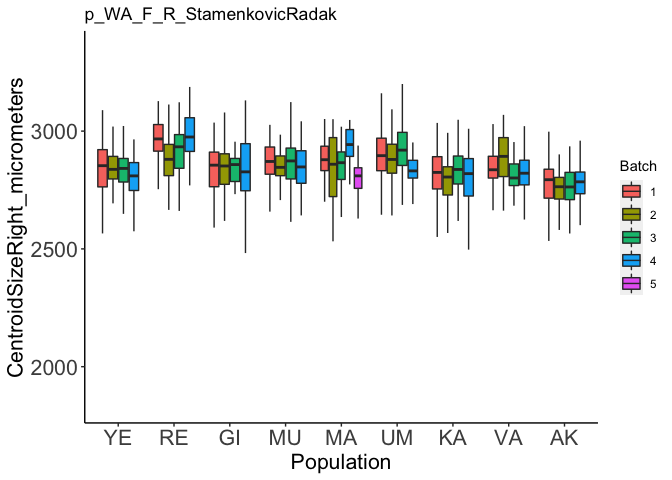 p_WA_F_R_StamenkovicRadak
CentroidSizeRight_micrometers
3000
2500
2000
YE RE GI MU MA UM KA VA AK
Population
Batch
1
2
3
4
5